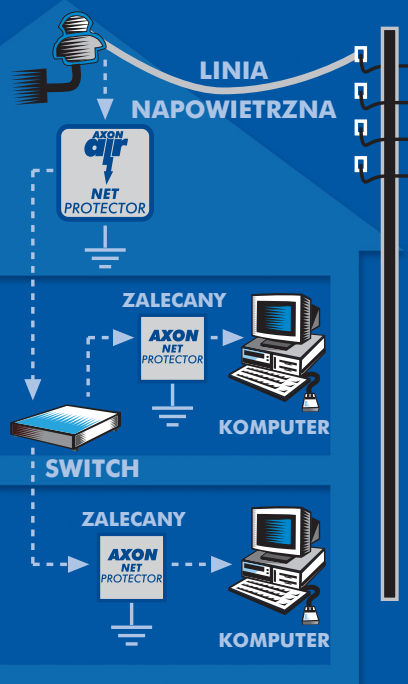 LINIA
NAPOWIETRZNA
AXON
air
NET
PROTECTOR
ZALECANY
AXON
NET
PROTECTOR
KOMPUTER
SWITCH
ZALECANY
AXON
NET
PROTECTOR
KOMPUTER